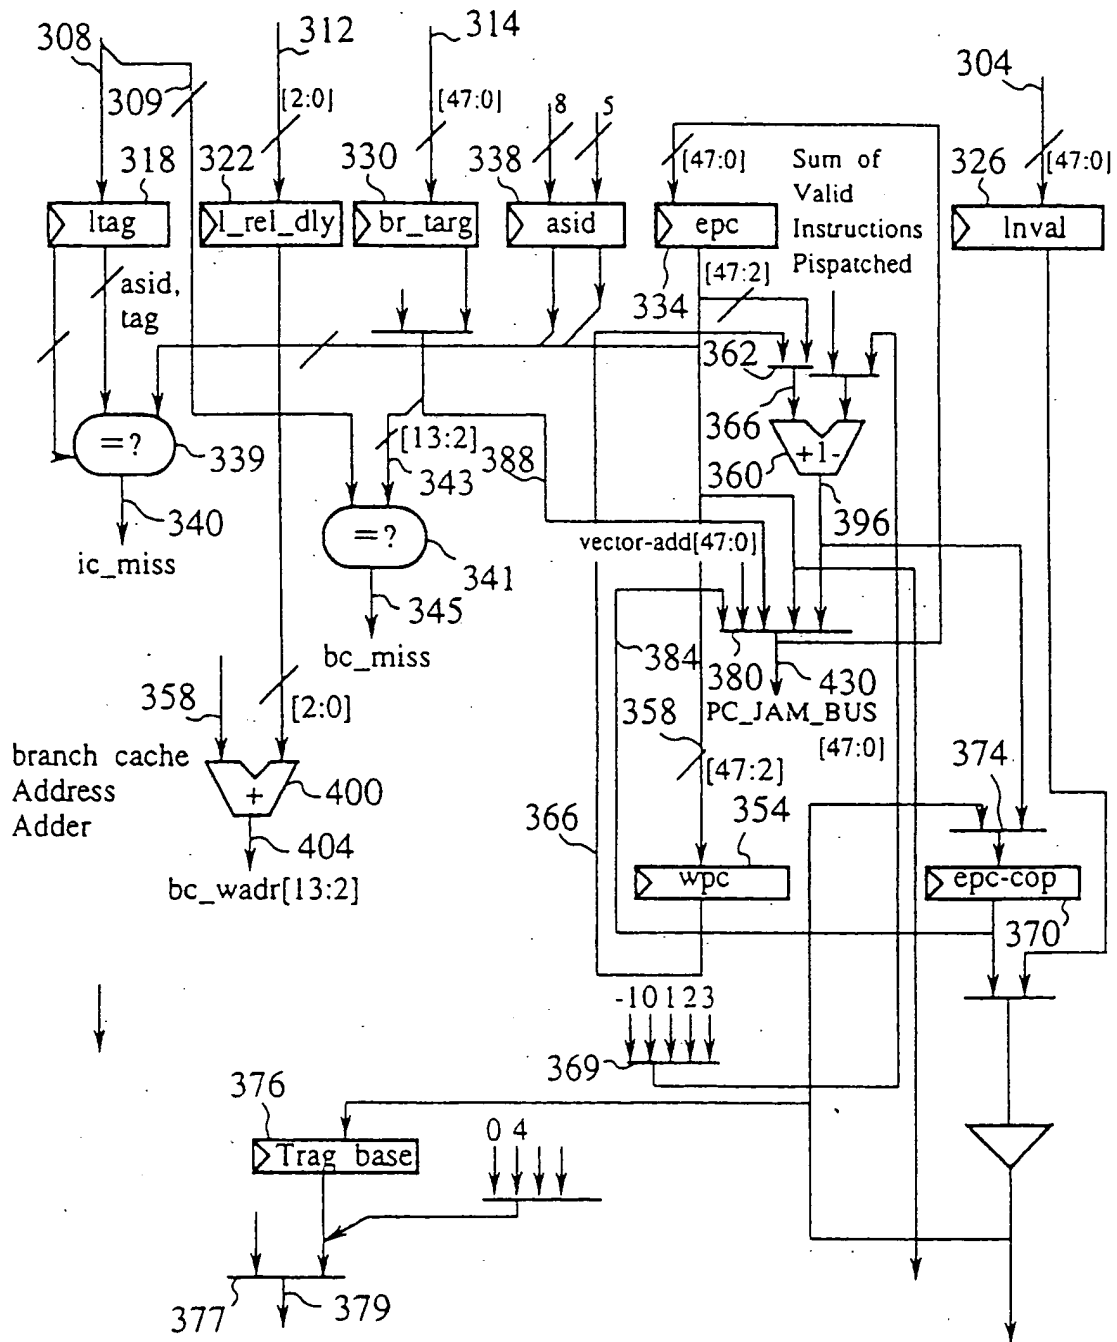 308
312
314
304
309
[2:0]
[47:0]
8
5
[47:0]
Sum of
Valid
Instructions
Pispatched
[47:0]
318
322
330
338
326
ltag
l_rel_dly
br_targ
asid
epc
lnval
334
[47:2]
asid,
tag
362
366
= ?
339
[13:2]
343
388
360
+1-
340
ic_miss
= ?
341
396
vector-add[47:0]
345
bc_miss
384
380
430
PC_JAM_BUS
[47:0]
358
[2:0]
358
[47:2]
374
branch cache
Address
Adder
+
400
366
354
404
bc_wadr[13:2]
wpc
epc-cop
370
-1 0 1 2 3
369
376
0 4
Trag base
377
379